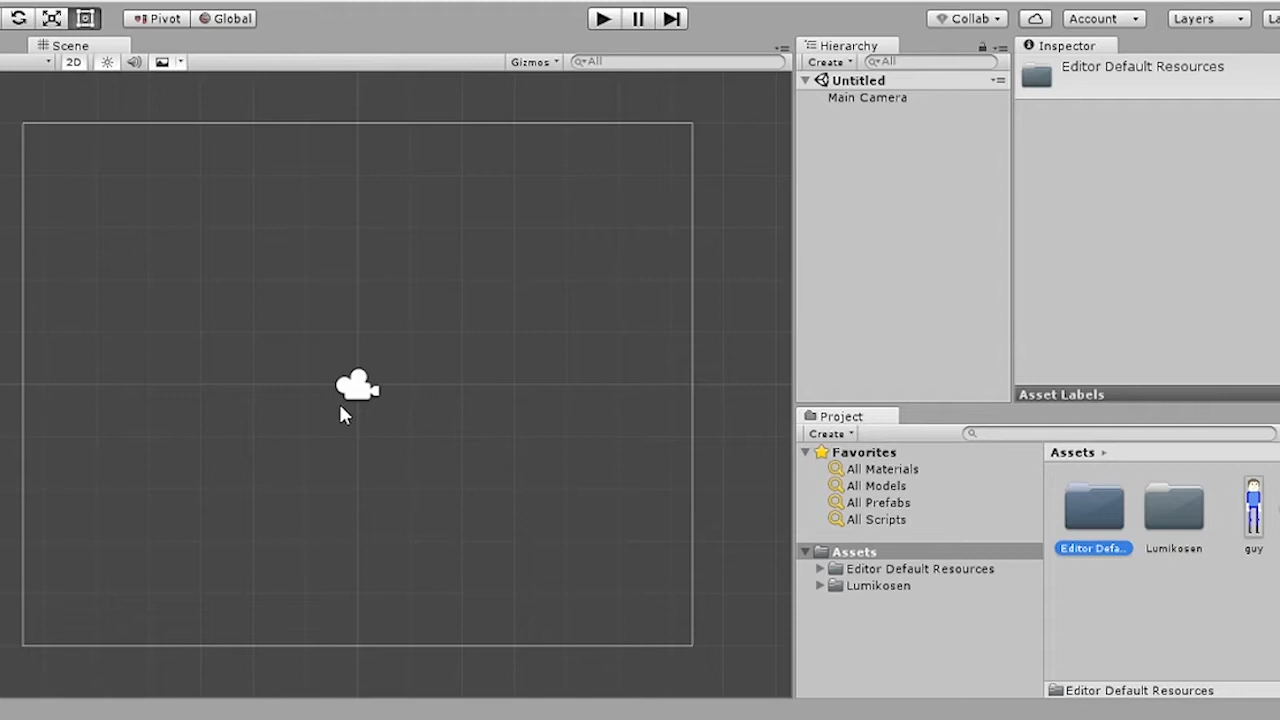 Pivot
Global
Collab
Account
Layers
Scene
2D
Gizmos
All
Hierarchy
Create
All
Untitled
Main Camera
Inspector
Editor Default Resources
Asset Labels
Project
Create
Favorites
All Materials
All Models
All Prefabs
All Scripts
Assets
Editor Default Resources
Lumikosen
Assets
Editor Defa..
Lumikosen
guy
Editor Default Resources